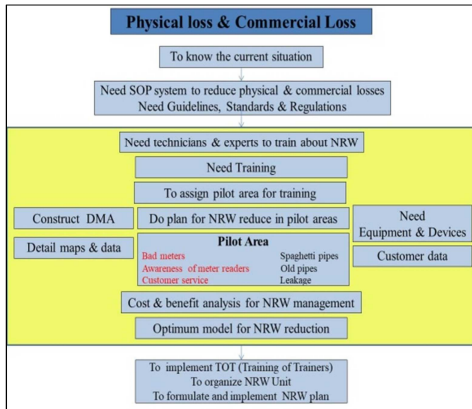 Physical loss & Commercial Loss
To know the current situation
Need SOP system to reduce physical & commercial losses
Need Guidelines, Standards & Regulations
Need technicians & experts to train about NRW
Need Training
To assign pilot area for training
Construct DMA
Do plan for NRW reduce in pilot areas
Need
Equipment & Devices
Detail maps & data
Pilot Area
Bad meters
Spaghetti pipes
Awareness of meter readers
Old pipes
Customer service
Leakage
Customer data
Cost & benefit analysis for NRW management
Optimum model for NRW reduction
To implement TOT (Training of Trainers)
To organize NRW Unit
To formulate and implement NRW plan